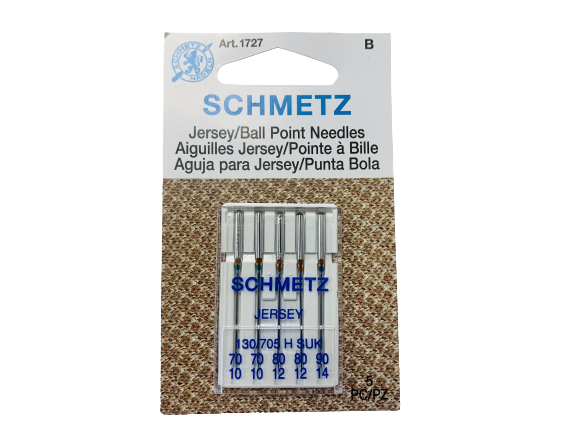 Art.1727
B
SCHMETZ
SCHMETZ
Jersey/Ball Point Needles
Aiguilles Jersey/Pointe à Bille
Aguja para Jersey/Punta Bola
SCHMETZ
JERSEY
130/705 H SUK
70 70 80 80 90
10 10 12 12 14
5
PC/PZ